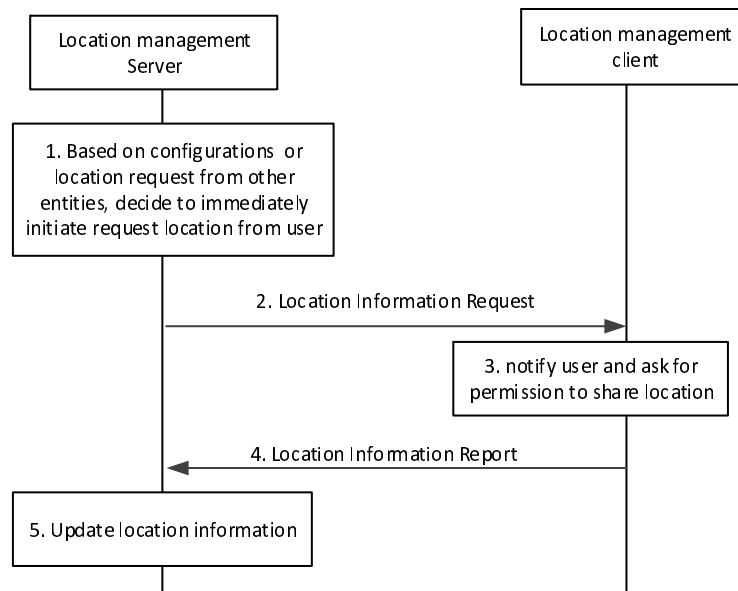 Location management
Server
Location management
client
1. Based on configurations or
location request from other
entities, decide to immediately
initiate request location from user
2. Location Information Request
3. notify user and ask for
permission to share location
4. Location Information Report
5. Update location information